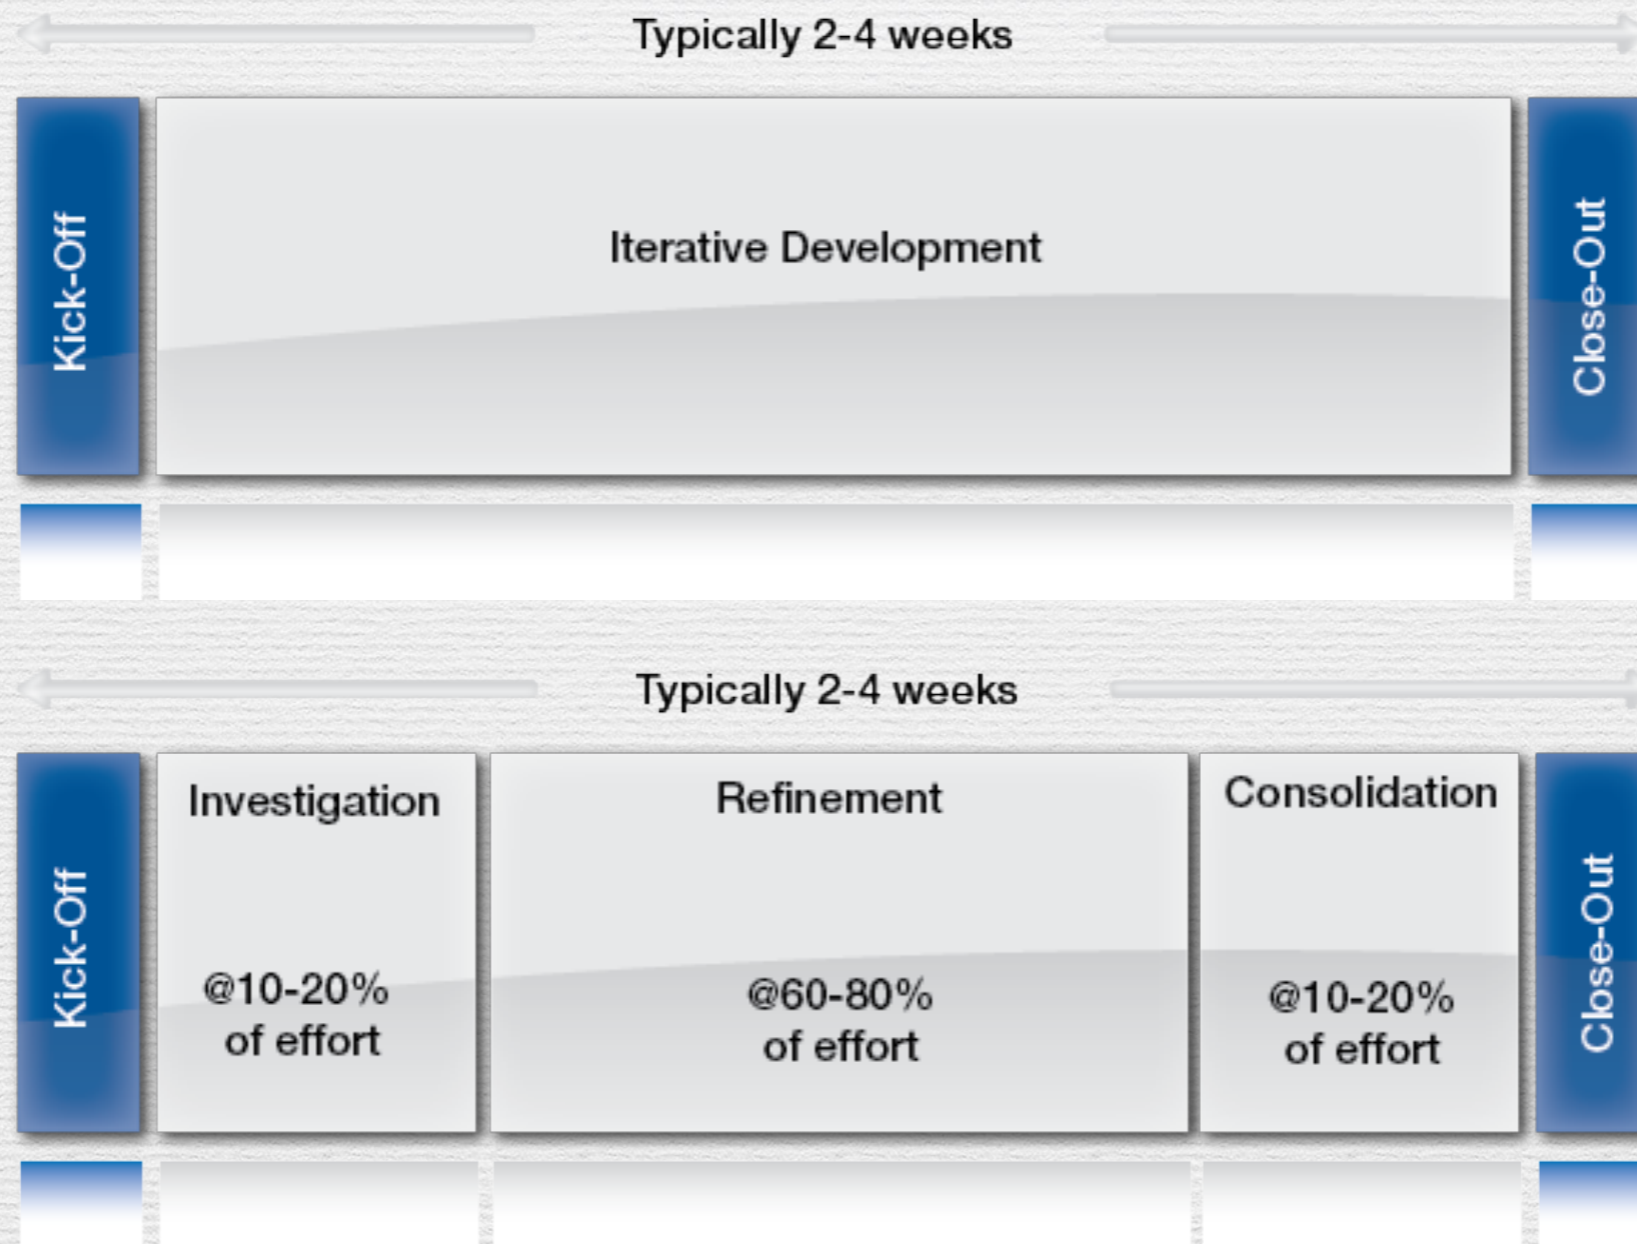 Typically 2-4 weeks
Kick-Off
Iterative Development
Close-Out
Typically 2-4 weeks
Kick-Off
Investigation
@10-20%
of effort
Refinement
@60-80%
of effort
Consolidation
@10-20%
of effort
Close-Out